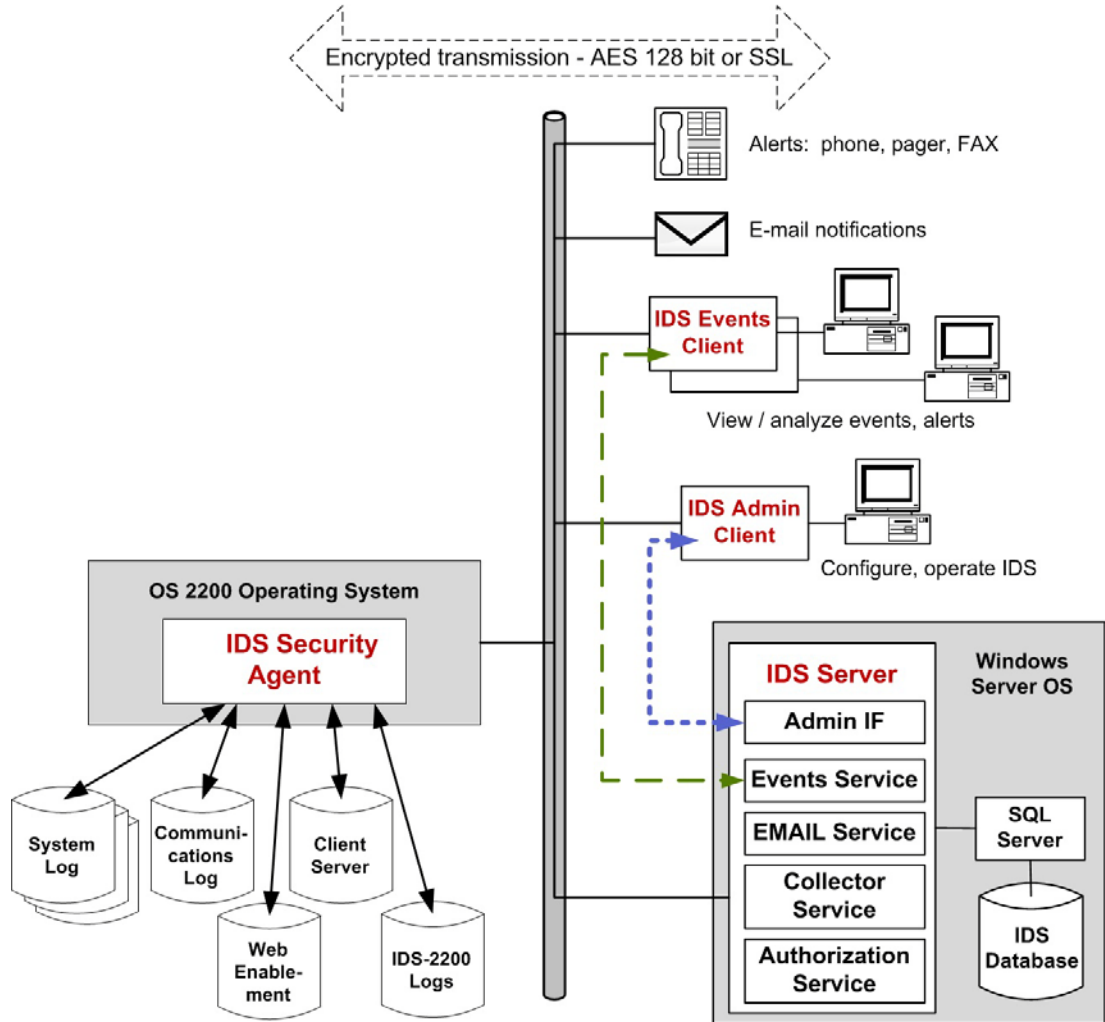 Encrypted transmission - AES 128 bit or SSL
Alerts: phone, pager, FAX
E-mail notifications
IDS Events
Client
View / analyze events, alerts
IDS Admin
Client
Configure, operate IDS
OS 2200 Operating System
IDS Security
Agent
System
Log
Communi-
cations
Log
Client
Server
Web
Enable-
ment
IDS-2200
Logs
Windows
Server OS
IDS Server
Admin IF
Events Service
EMAIL Service
Collector
Service
Authorization
Service
SQL
Server
IDS
Database